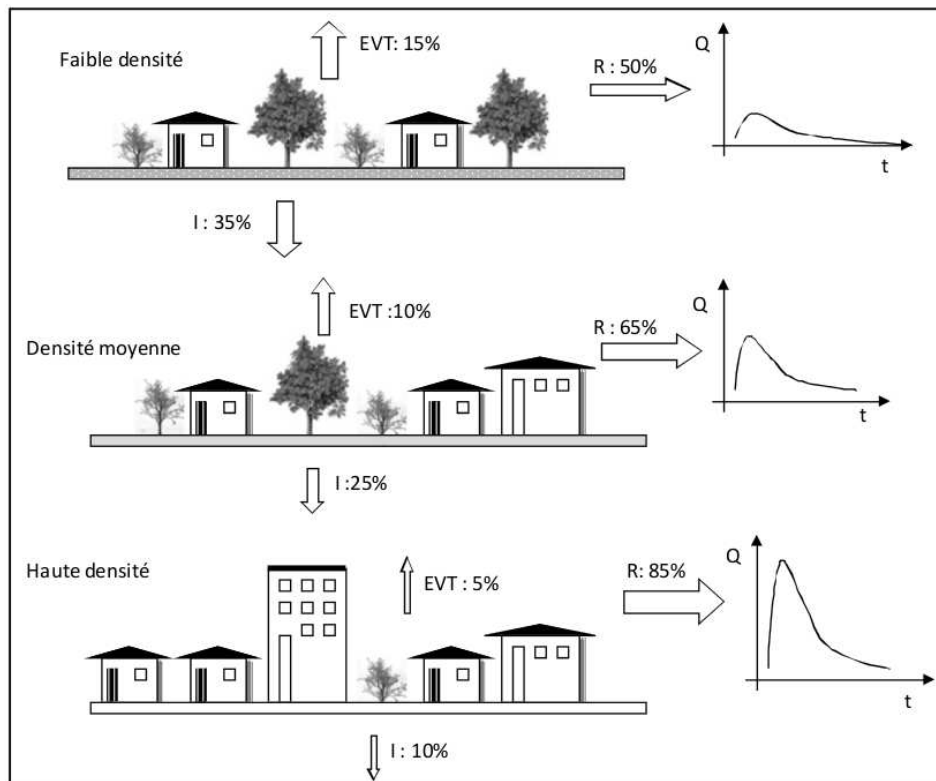 EVT: 15%
Faible densité
R : 50%
Q
t
I : 35%
EVT :10%
Densité moyenne
R : 65%
Q
t
I :25%
Haute densité
EVT : 5%
R: 85%
Q
t
I : 10%